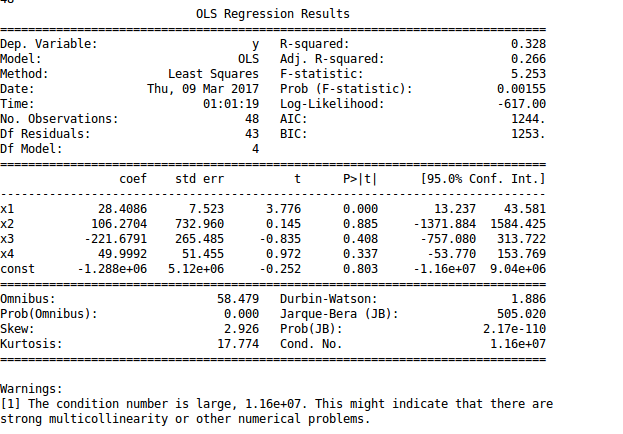 OLS Regression Results
==============================================================================
Dep. Variable: y R-squared: 0.328
Model: OLS Adj. R-squared: 0.266
Method: Least Squares F-statistic: 5.253
Date: Thu, 09 Mar 2017 Prob (F-statistic): 0.00155
Time: 01:01:19 Log-Likelihood: -617.00
No. Observations: 48 AIC: 1244.
Df Residuals: 43 BIC: 1253.
Df Model: 4
==============================================================================
coef std err t P>|t| [95.0% Conf. Int.]
------------------------------------------------------------------------------
x1 28.4086 7.523 3.776 0.000 13.237 43.581
x2 106.2704 732.960 0.145 0.885 -1371.884 1584.425
x3 -221.6791 265.485 -0.835 0.408 -757.080 313.722
x4 49.9992 51.455 0.972 0.337 -53.770 153.769
const -1.288e+06 5.12e+06 -0.252 0.803 -1.16e+07 9.04e+06
==============================================================================
Omnibus: 58.479 Durbin-Watson: 1.886
Prob(Omnibus): 0.000 Jarque-Bera (JB): 505.020
Skew: 2.926 Prob(JB): 2.17e-110
Kurtosis: 17.774 Cond. No. 1.16e+07
==============================================================================
Warnings:
[1] The condition number is large, 1.16e+07. This might indicate that there are
strong multicollinearity or other numerical problems.